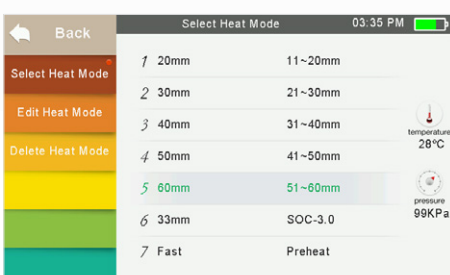 Back
Select Heat Mode
03:35 PM
Select Heat Mode
Edit Heat Mode
Delete Heat Mode
1 20mm 11~20mm
2 30mm 21~30mm
3 40mm 31~40mm
4 50mm 41~50mm
5 60mm 51~60mm
6 33mm SOC-3.0
7 Fast Preheat
temperature
28°C
pressure
99KPa